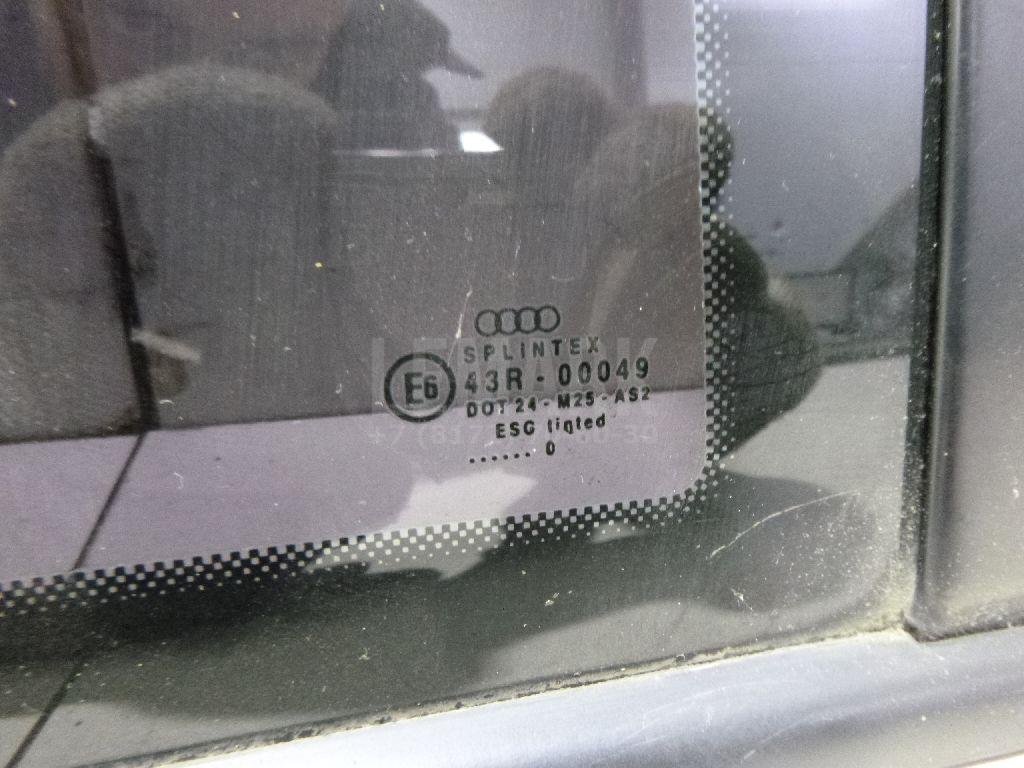 SPLINTEX
E6
43R - 00049
DOT 24 - M25 - AS2
ESG tinted
...... 0